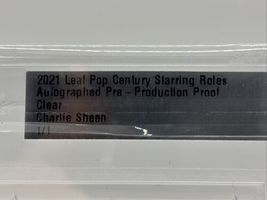 2021 Leaf Pop Century Starring Roles
Autographed Pre - Production Proof
Clear
Charlie Sheen
1/1